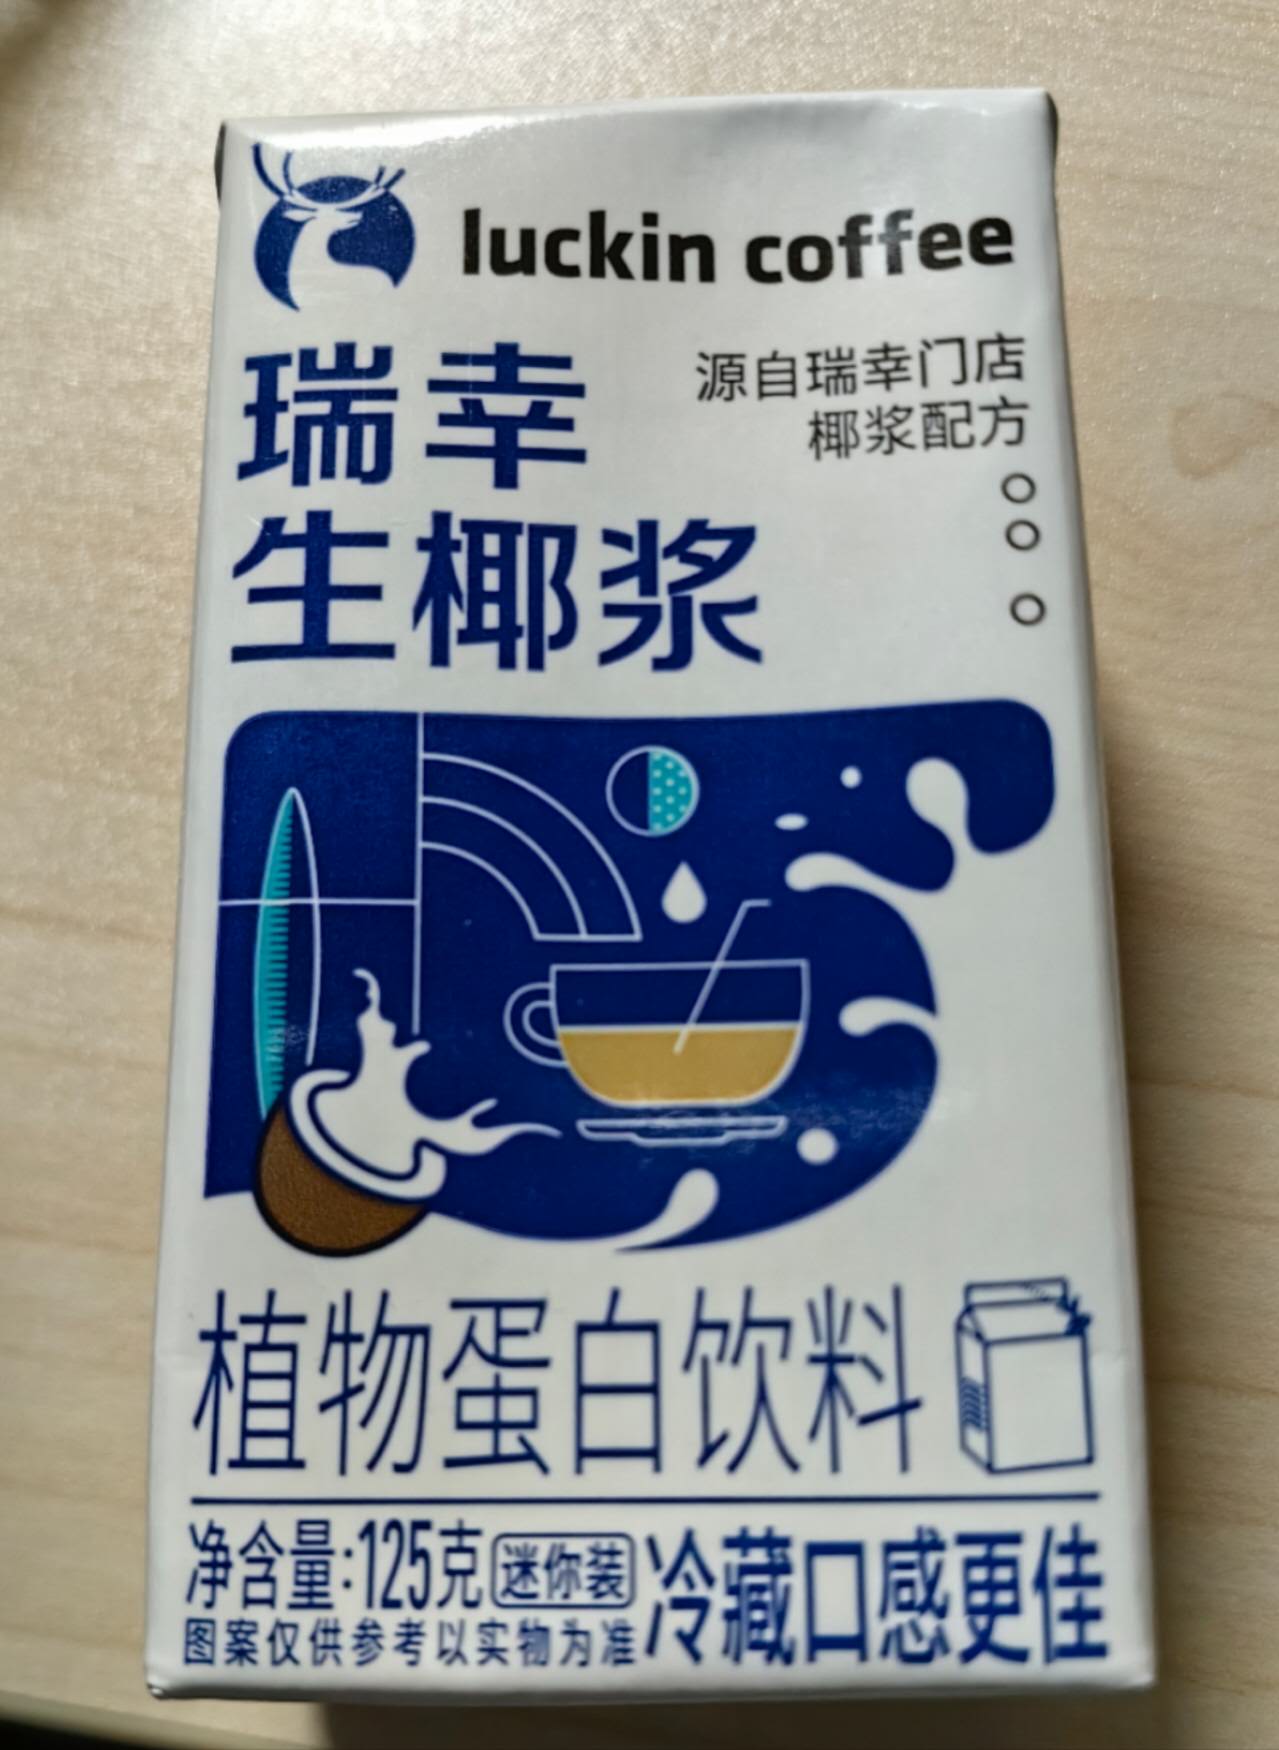 luckin coffee
瑞幸
生椰浆
源自瑞幸门店
椰浆配方
植物蛋白饮料
净含量:125克 迷你装
图案仅供参考以实物为准
冷藏口感更佳